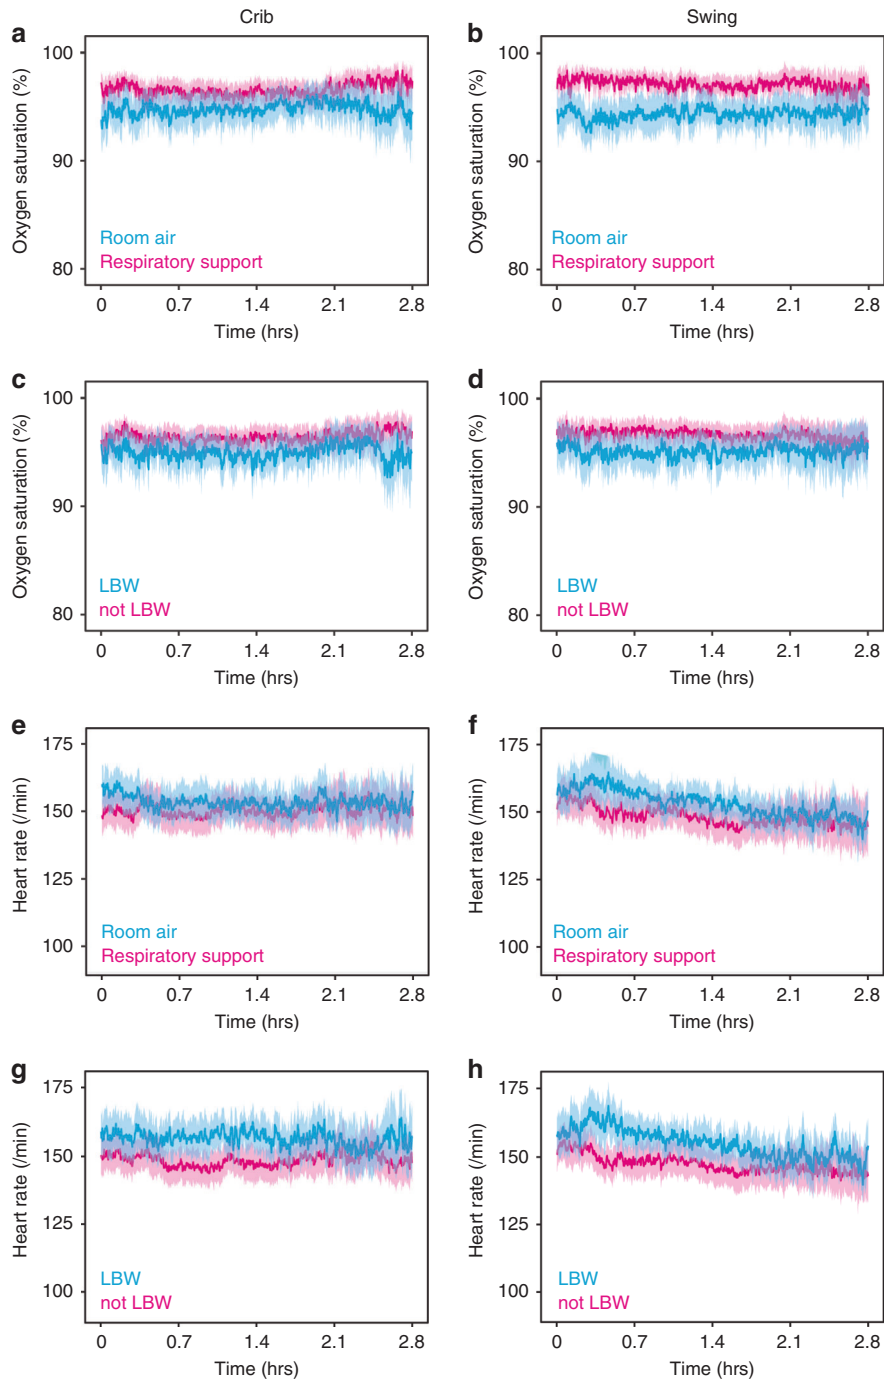 Crib
Swing
a
Oxygen saturation (%)
100
90
80
Room air
Respiratory support
0 0.7 1.4 2.1 2.8
Time (hrs)
b
Oxygen saturation (%)
100
90
80
Room air
Respiratory support
0 0.7 1.4 2.1 2.8
Time (hrs)
c
Oxygen saturation (%)
100
90
80
LBW
not LBW
0 0.7 1.4 2.1 2.8
Time (hrs)
d
Oxygen saturation (%)
100
90
80
LBW
not LBW
0 0.7 1.4 2.1 2.8
Time (hrs)
e
Heart rate (/min)
175
150
125
100
Room air
Respiratory support
0 0.7 1.4 2.1 2.8
Time (hrs)
f
Heart rate (/min)
175
150
125
100
Room air
Respiratory support
0 0.7 1.4 2.1 2.8
Time (hrs)
g
Heart rate (/min)
175
150
125
100
LBW
not LBW
0 0.7 1.4 2.1 2.8
Time (hrs)
h
Heart rate (/min)
175
150
125
100
LBW
not LBW
0 0.7 1.4 2.1 2.8
Time (hrs)